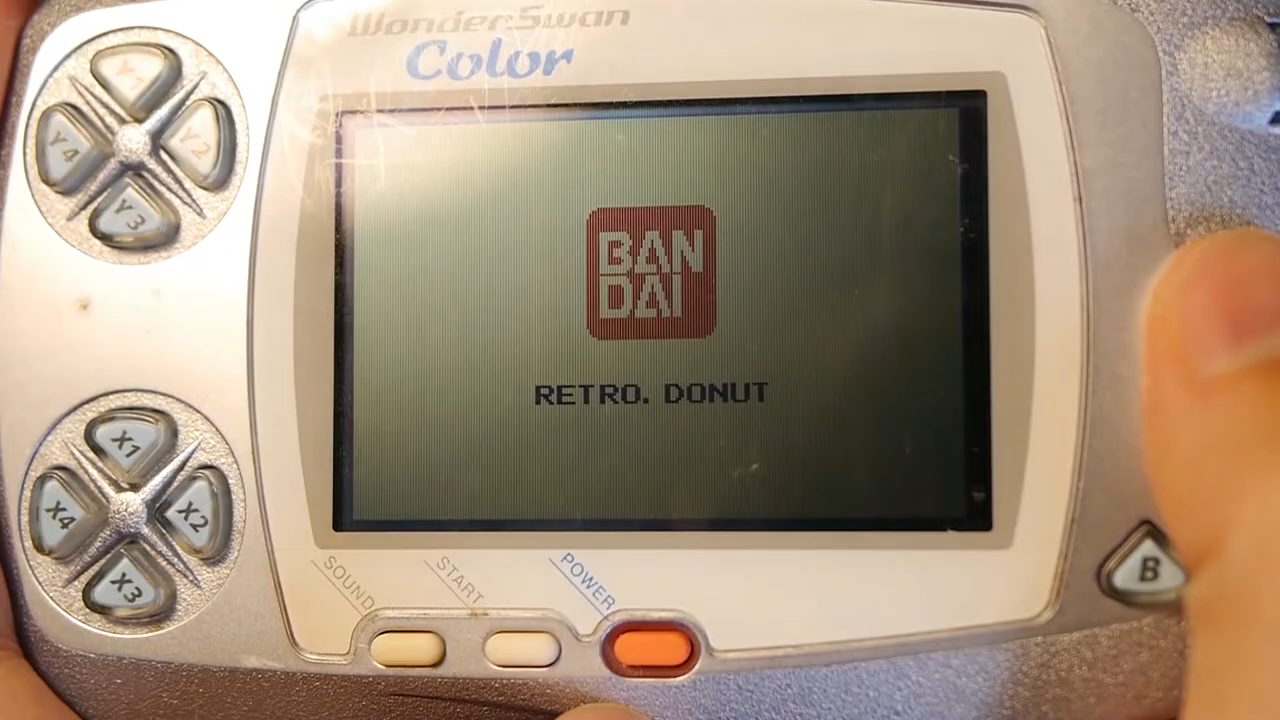 WonderSwan
Color
Y1
Y4
Y2
Y3
BAN
DAI
RETRO. DONUT
X1
X4
X2
X3
B
SOUND
START
POWER